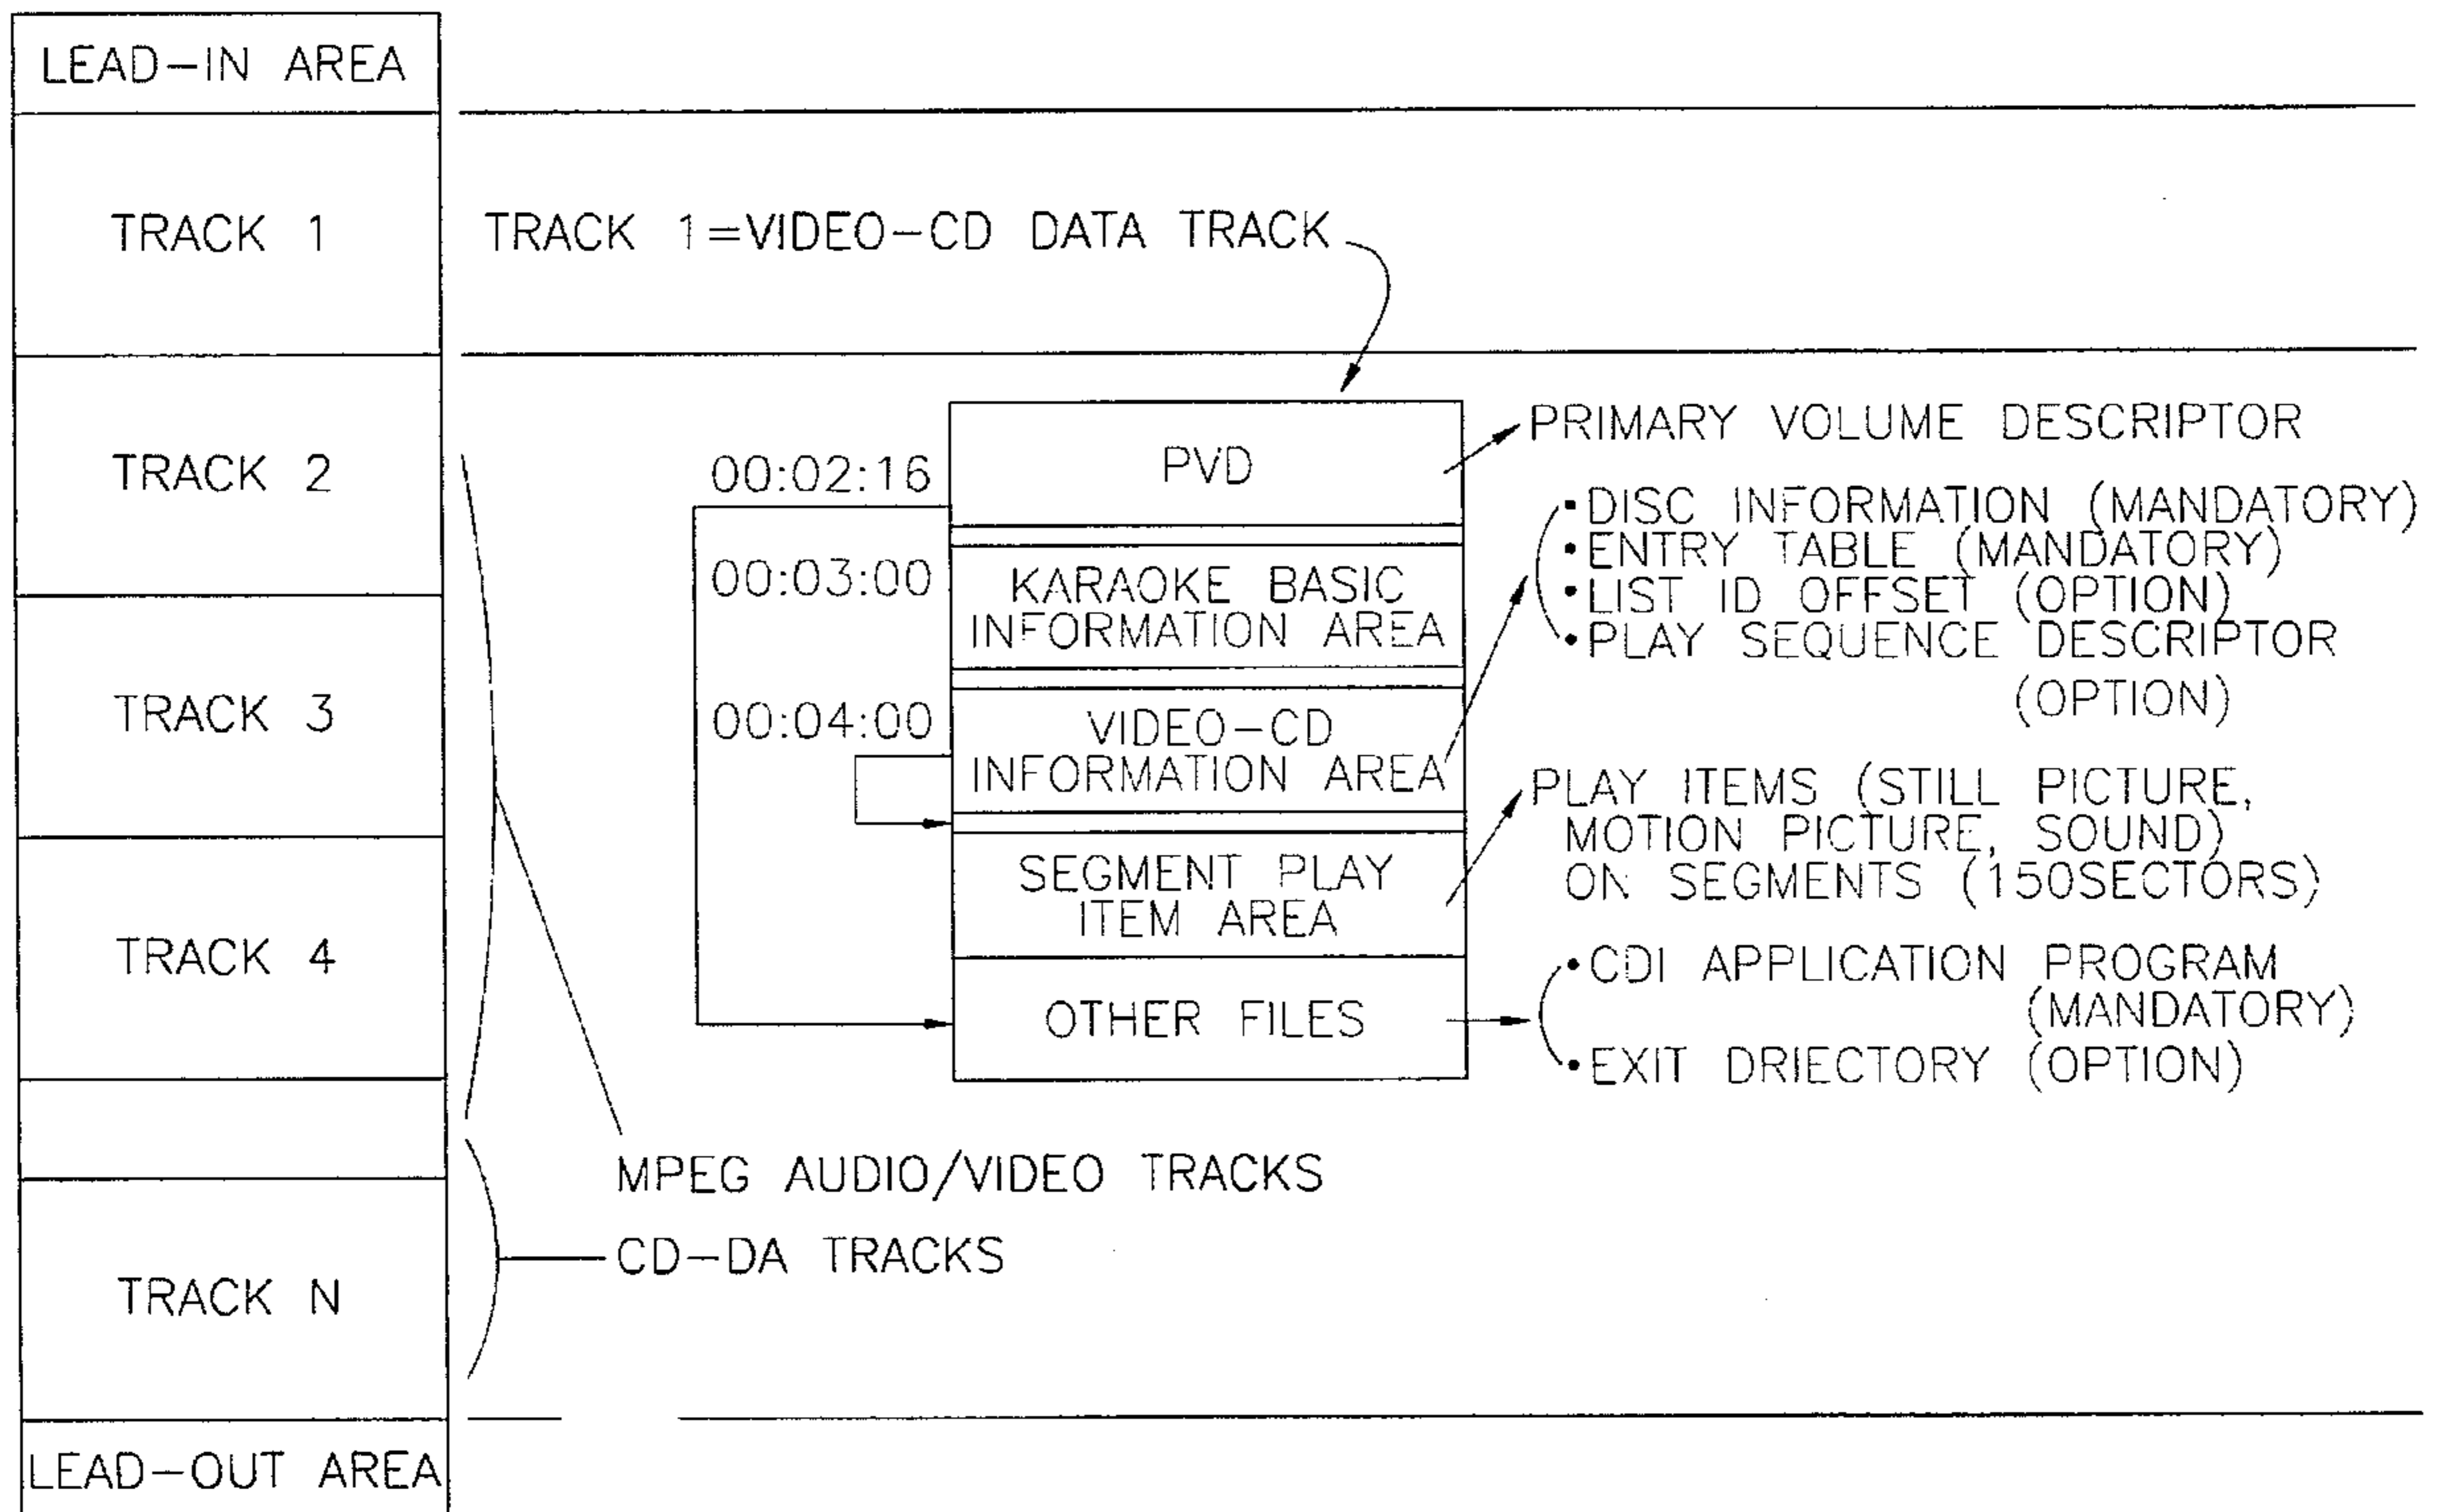 LEAD-IN AREA
TRACK 1
TRACK 2
TRACK 3
TRACK 4
TRACK N
LEAD-OUT AREA
TRACK 1=VIDEO-CD DATA TRACK
00:02:16
00:03:00
00:04:00
PVD
KARAOKE BASIC
INFORMATION AREA
VIDEO-CD
INFORMATION AREA
SEGMENT PLAY
ITEM AREA
OTHER FILES
PRIMARY VOLUME DESCRIPTOR
•DISC INFORMATION (MANDATORY)
•ENTRY TABLE (MANDATORY)
•LIST ID OFFSET (OPTION)
•PLAY SEQUENCE DESCRIPTOR
(OPTION)
PLAY ITEMS (STILL PICTURE,
MOTION PICTURE, SOUND)
ON SEGMENTS (150SECTORS)
•CDI APPLICATION PROGRAM
(MANDATORY)
•EXIT DRIECTORY (OPTION)
MPEG AUDIO/VIDEO TRACKS
CD-DA TRACKS